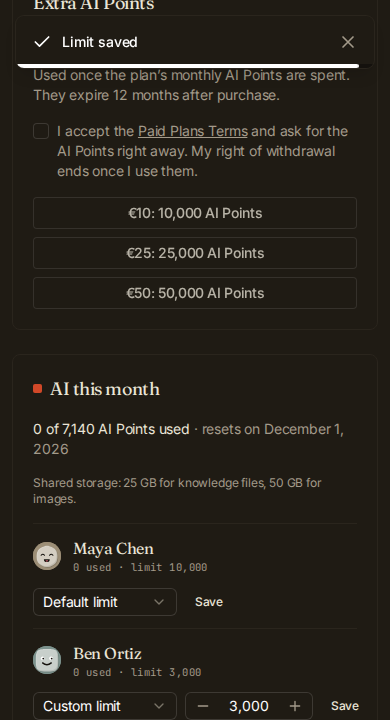 Extra AI Points
Limit saved
Used once the plan's monthly AI Points are spent.
They expire 12 months after purchase.
I accept the Paid Plans Terms and ask for the
AI Points right away. My right of withdrawal
ends once I use them.
€10: 10,000 AI Points
€25: 25,000 AI Points
€50: 50,000 AI Points
AI this month
0 of 7,140 AI Points used · resets on December 1,
2026
Shared storage: 25 GB for knowledge files, 50 GB for
images.
Maya Chen
0 used · limit 10,000
Default limit Save
Ben Ortiz
0 used · limit 3,000
Custom limit − 3,000 + Save